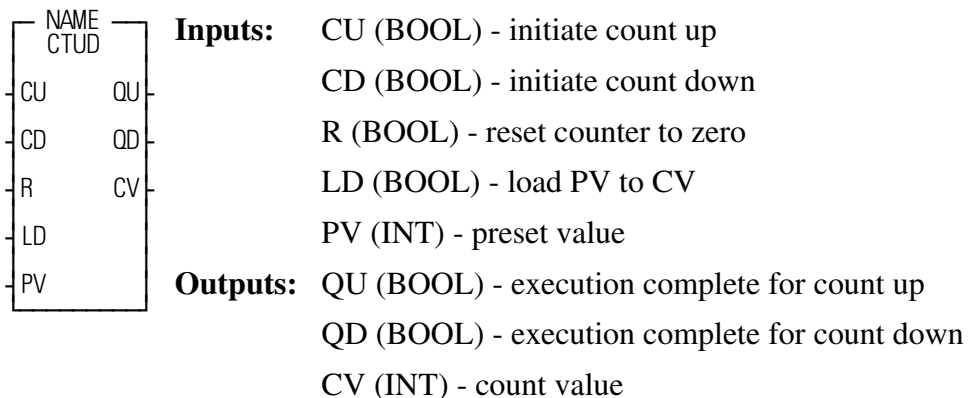 NAME
CTUD
CU QU
CD QD
R CV
LD
PV
Inputs: CU (BOOL) - initiate count up
CD (BOOL) - initiate count down
R (BOOL) - reset counter to zero
LD (BOOL) - load PV to CV
PV (INT) - preset value
Outputs: QU (BOOL) - execution complete for count up
QD (BOOL) - execution complete for count down
CV (INT) - count value